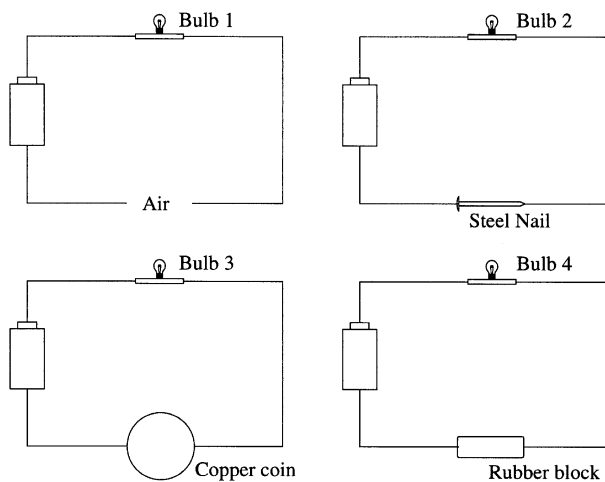 Bulb 1
Bulb 2
Air
Steel Nail
Bulb 3
Bulb 4
Copper coin
Rubber block